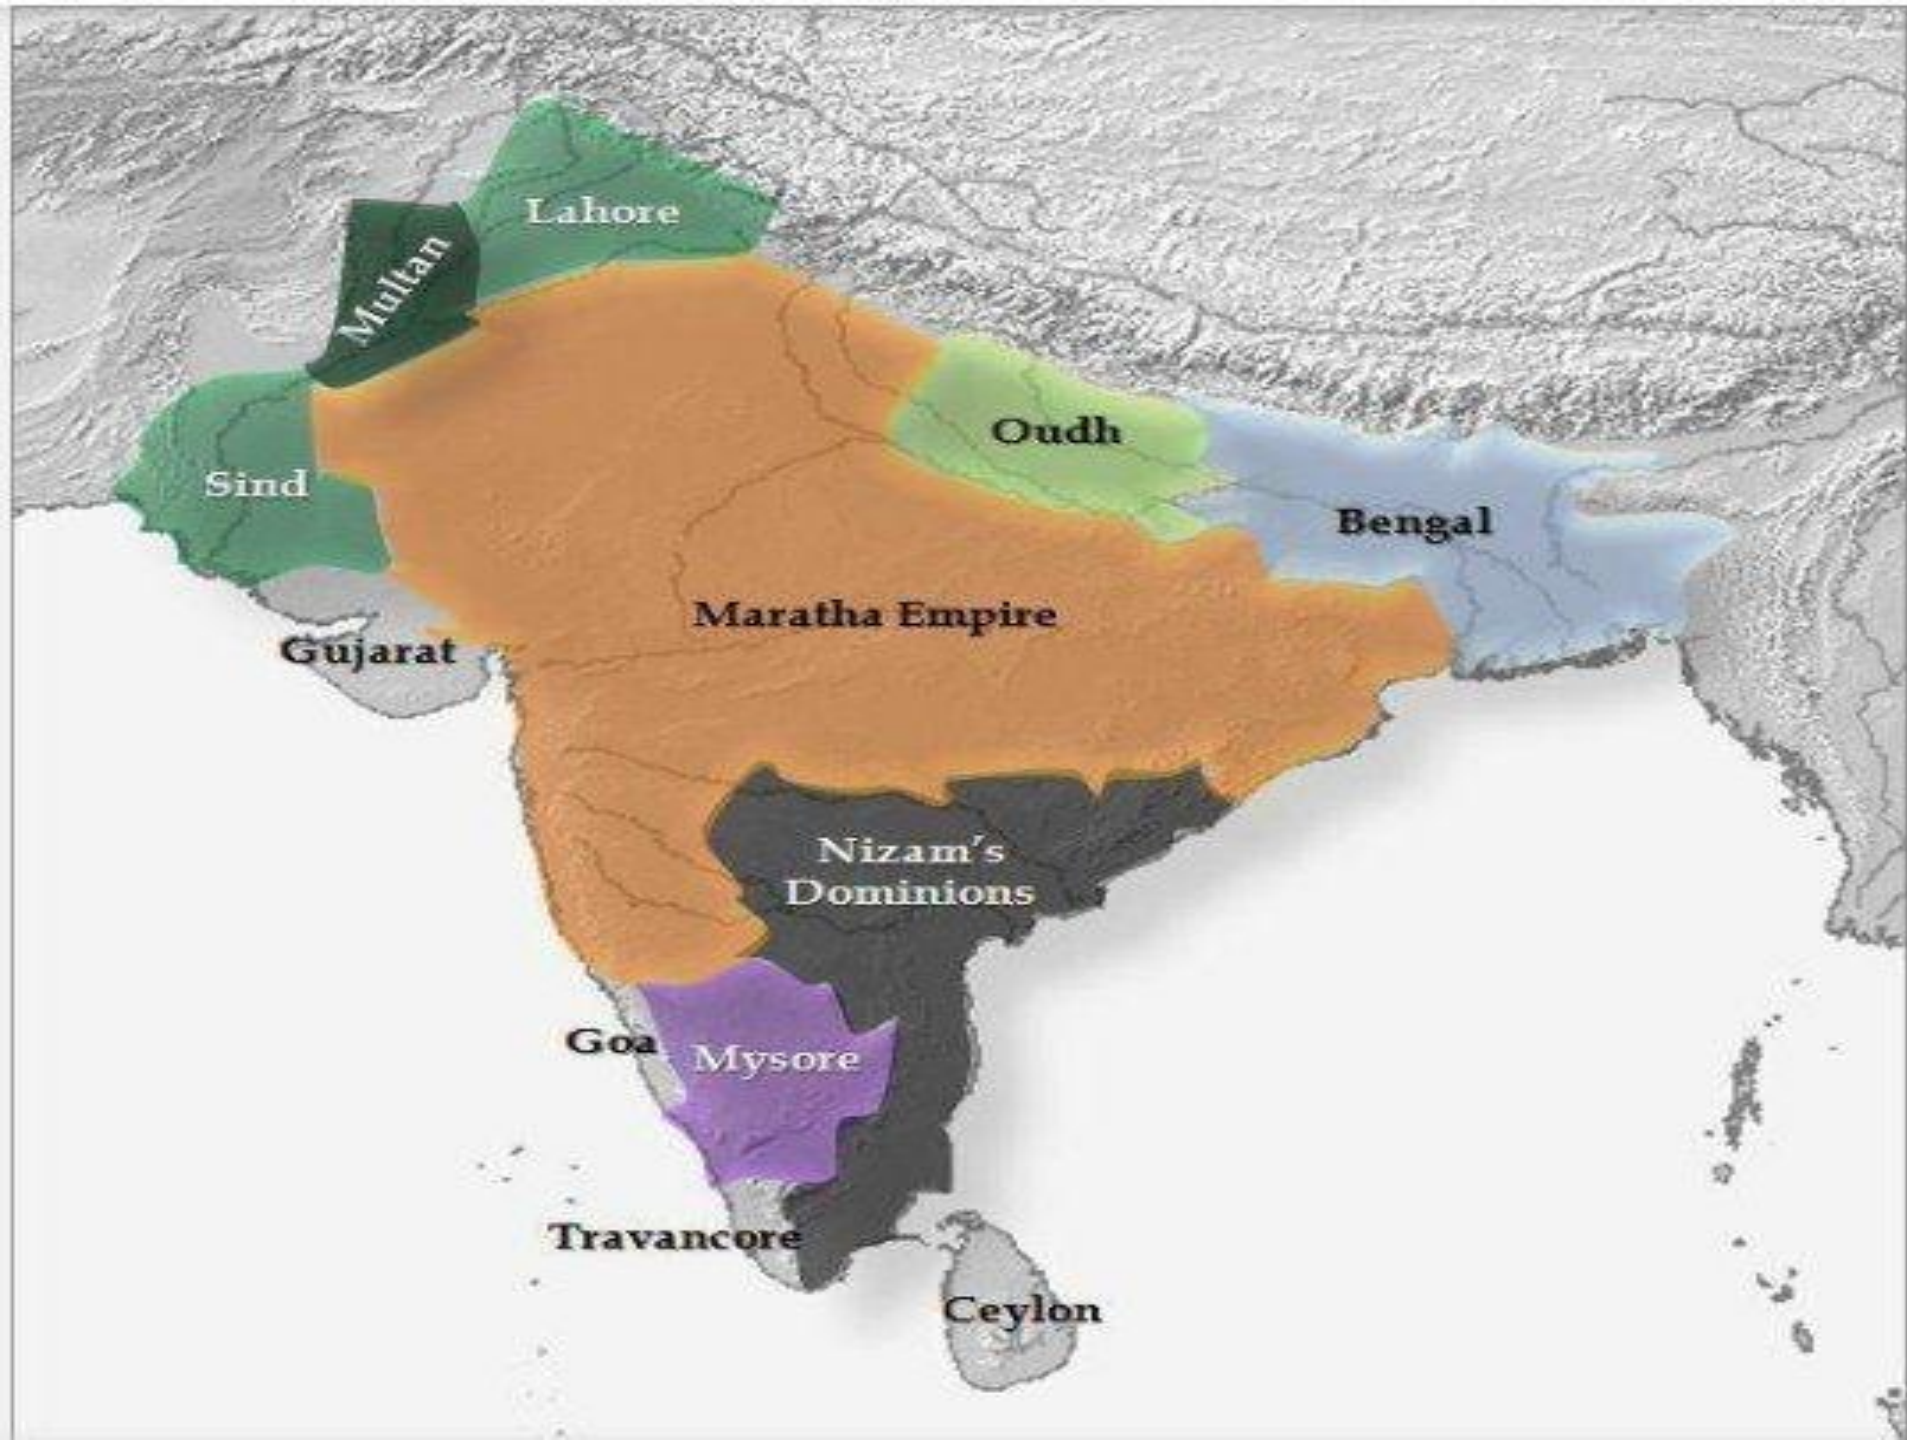 Lahore
Multan
Oudh
Sind
Bengal
Maratha Empire
Gujarat
Nizam's
Dominions
Goa
Mysore
Travancore
Ceylon